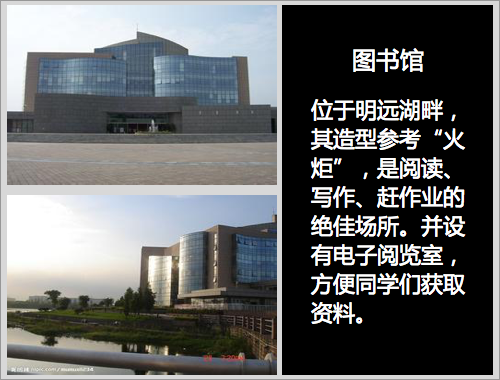 图书馆
位于明远湖畔，
其造型参考“火
炬”，是阅读、
写作、赶作业的
绝佳场所。并设
有电子阅览室，
方便同学们获取
资料。